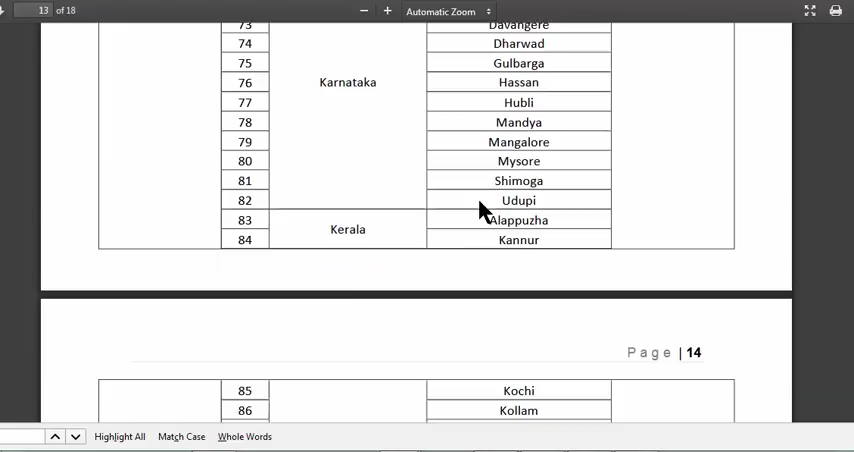 13 of 18 Automatic Zoom
73 Davangere
74 Dharwad
75 Gulbarga
76 Karnataka Hassan
77 Hubli
78 Mandya
79 Mangalore
80 Mysore
81 Shimoga
82 Udupi
83 Alappuzha
Kerala
84 Kannur
Page | 14
85 Kochi
86 Kollam
Highlight All Match Case Whole Words